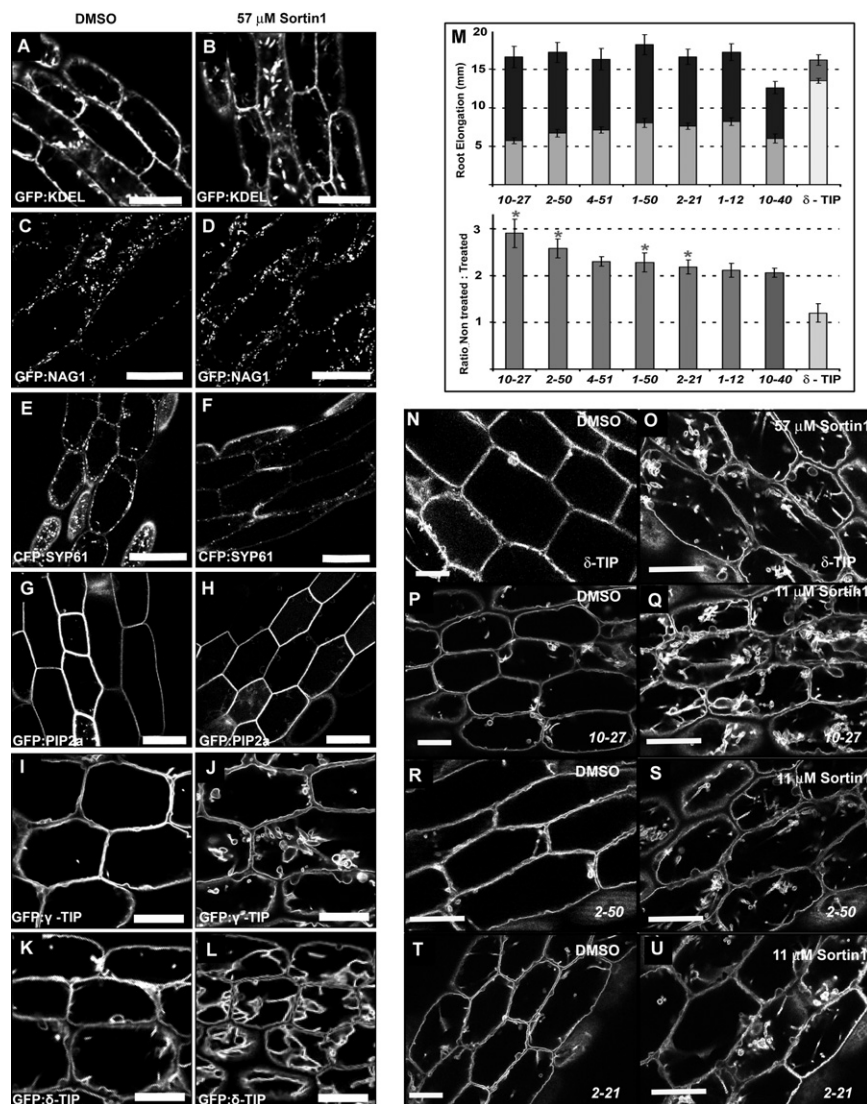 DMSO
57 µM Sortin1
A
GFP:KDEL
B
GFP:KDEL
C
GFP:NAG1
D
GFP:NAG1
E
CFP:SYP61
F
CFP:SYP61
G
GFP:PIP2a
H
GFP:PIP2a
I
GFP:γ-TIP
J
GFP:γ-TIP
K
GFP:δ-TIP
L
GFP:δ-TIP
M
Root Elongation (mm)
20
15
10
5
10-27 2-50 4-51 1-50 2-21 1-12 10-40 δ - TIP
Ratio Non treated : Treated
3
2
1
* * * *
10-27 2-50 4-51 1-50 2-21 1-12 10-40 δ - TIP
N
DMSO
δ-TIP
O
57 µM Sortin1
δ-TIP
P
DMSO
10-27
Q
11 µM Sortin1
10-27
R
DMSO
2-50
S
11 µM Sortin1
2-50
T
DMSO
2-21
U
11 µM Sortin1
2-21